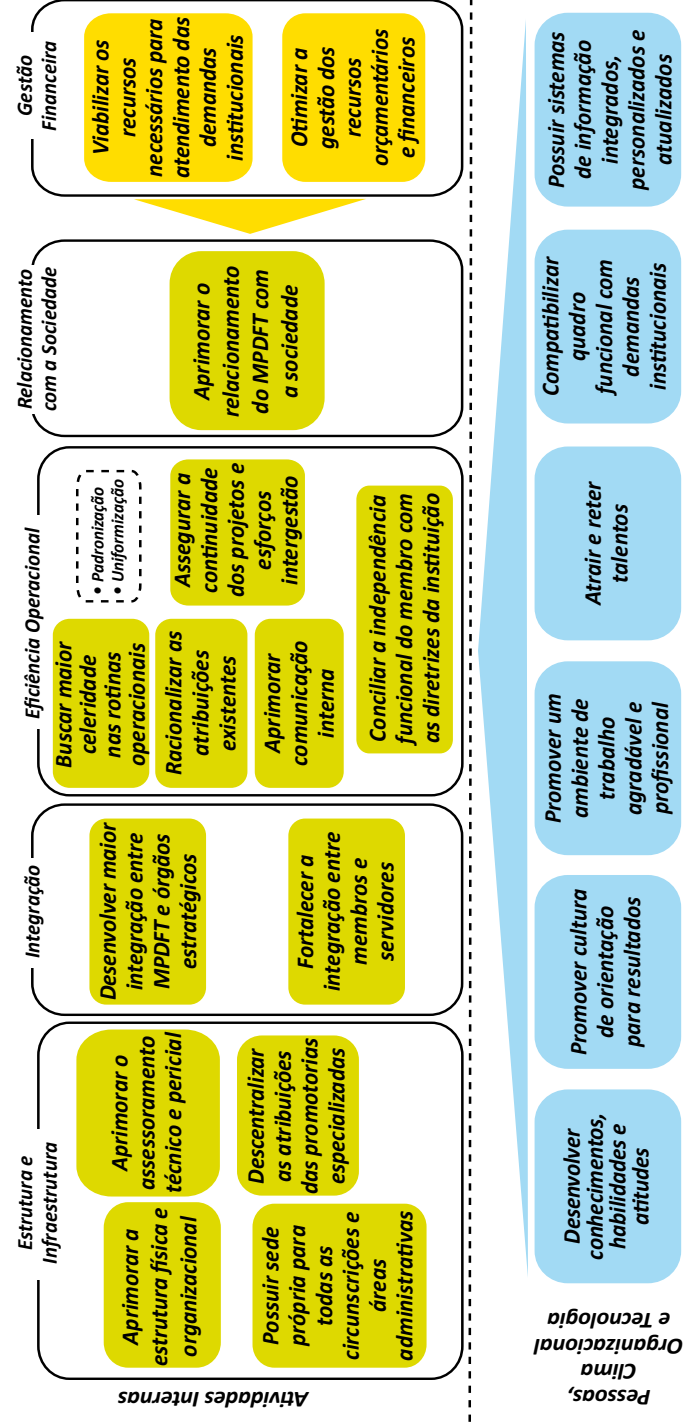 Atividades Internas
Estrutura e
Infraestrutura
Aprimorar a
estrutura física e
organizacional
Aprimorar o
assessoramento
técnico e pericial
Possuir sede
própria para
todas as
circunscrições e
áreas
administrativas
Descentralizar
as atribuições
das promotorias
especializadas
Integração
Desenvolver maior
integração entre
MPDFT e órgãos
estratégicos
Fortalecer a
integração entre
membros e
servidores
Eficiência Operacional
Buscar maior
celeridade
nas rotinas
operacionais
• Padronização
• Uniformização
Racionalizar as
atribuições
existentes
Assegurar a
continuidade
dos projetos e
esforços
intergestão
Aprimorar
comunicação
interna
Conciliar a independência
funcional do membro com
as diretrizes da instituição
Relacionamento
com a Sociedade
Aprimorar o
relacionamento
do MPDFT com
a sociedade
Gestão
Financeira
Viabilizar os
recursos
necessários para
atendimento das
demandas
institucionais
Otimizar a
gestão dos
recursos
orçamentários
e financeiros
Pessoas,
Clima
Organizacional
e Tecnologia
Desenvolver
conhecimentos,
habilidades e
atitudes
Promover cultura
de orientação
para resultados
Promover um
ambiente de
trabalho
agradável e
profissional
Atrair e reter
talentos
Compatibilizar
quadro
funcional com
demandas
institucionais
Possuir sistemas
de informação
integrados,
personalizados e
atualizados